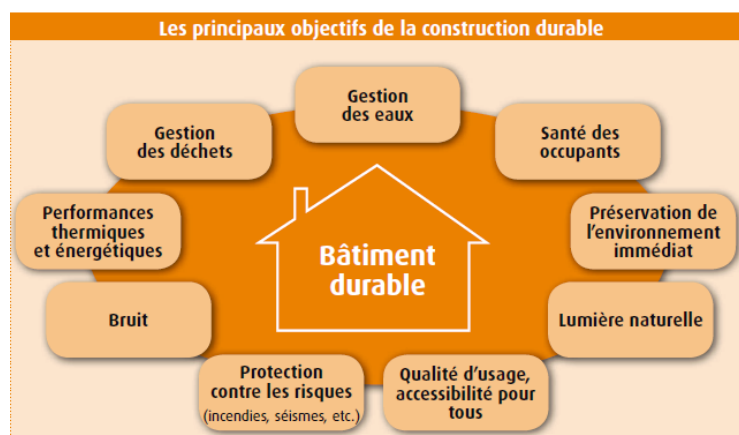 Les principaux objectifs de la construction durable
Gestion
des eaux
Gestion
des déchets
Santé des
occupants
Performances
thermiques
et énergétiques
Préservation de
l'environnement
immédiat
Bâtiment
durable
Bruit
Lumière naturelle
Protection
contre les risques
(incendies, séismes, etc.)
Qualité d'usage,
accessibilité pour
tous